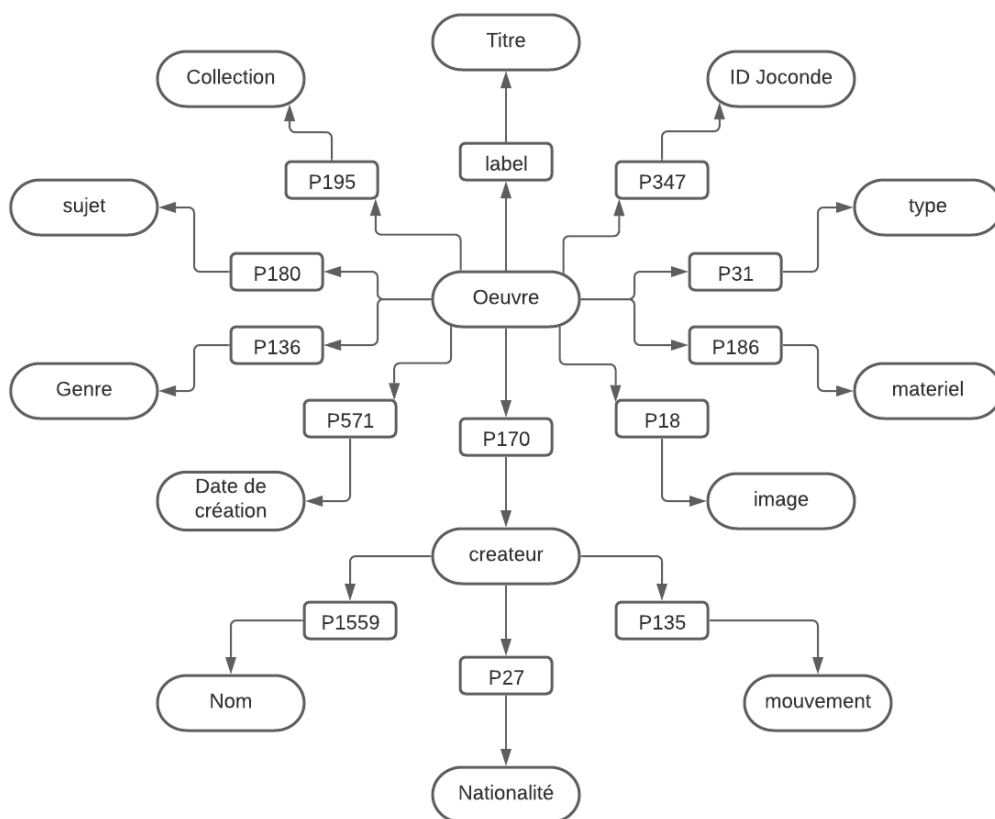 Titre
Collection
ID Joconde
label
P195
P347
sujet
type
P180
P31
Oeuvre
P136
P186
Genre
materiel
P571
P170
P18
Date de
création
image
createur
P1559
P135
P27
Nom
mouvement
Nationalité